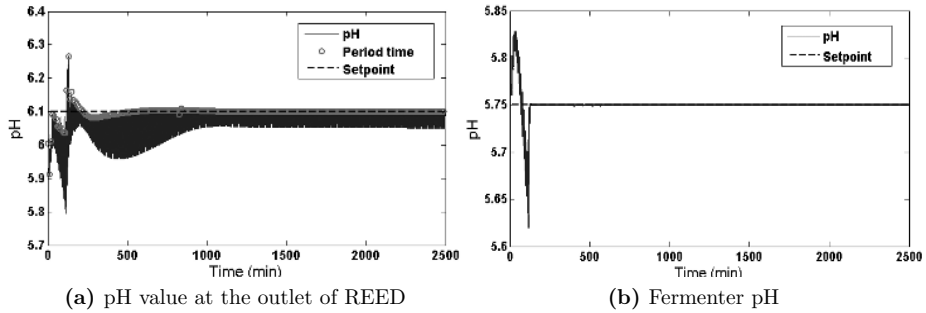 6.4
6.3
6.2
6.1
6
5.9
5.8
5.7
pH
0
500
1000
1500
2000
2500
Time (min)
pH
Period time
Setpoint
(a) pH value at the outlet of REED
5.85
5.8
5.75
5.7
5.65
5.6
pH
0
500
1000
1500
2000
2500
Time (min)
pH
Setpoint
(b) Fermenter pH